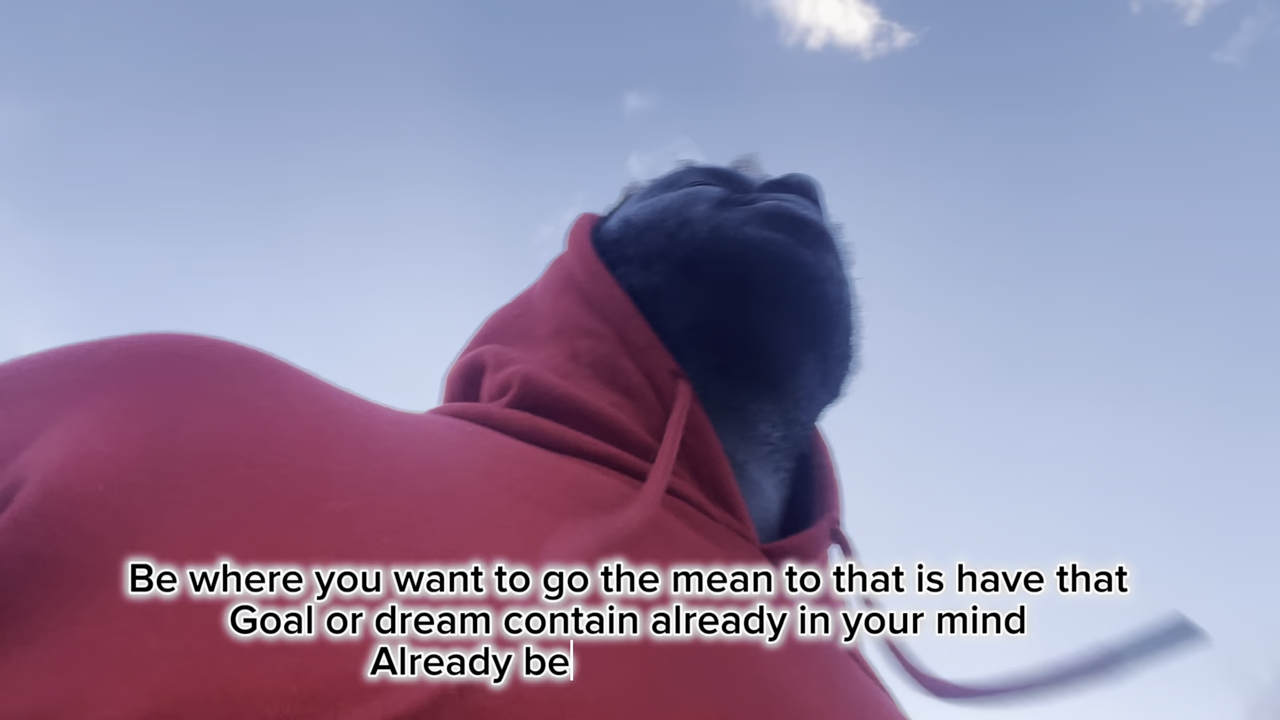 Be where you want to go the mean to that is have that
Goal or dream contain already in your mind
Already be